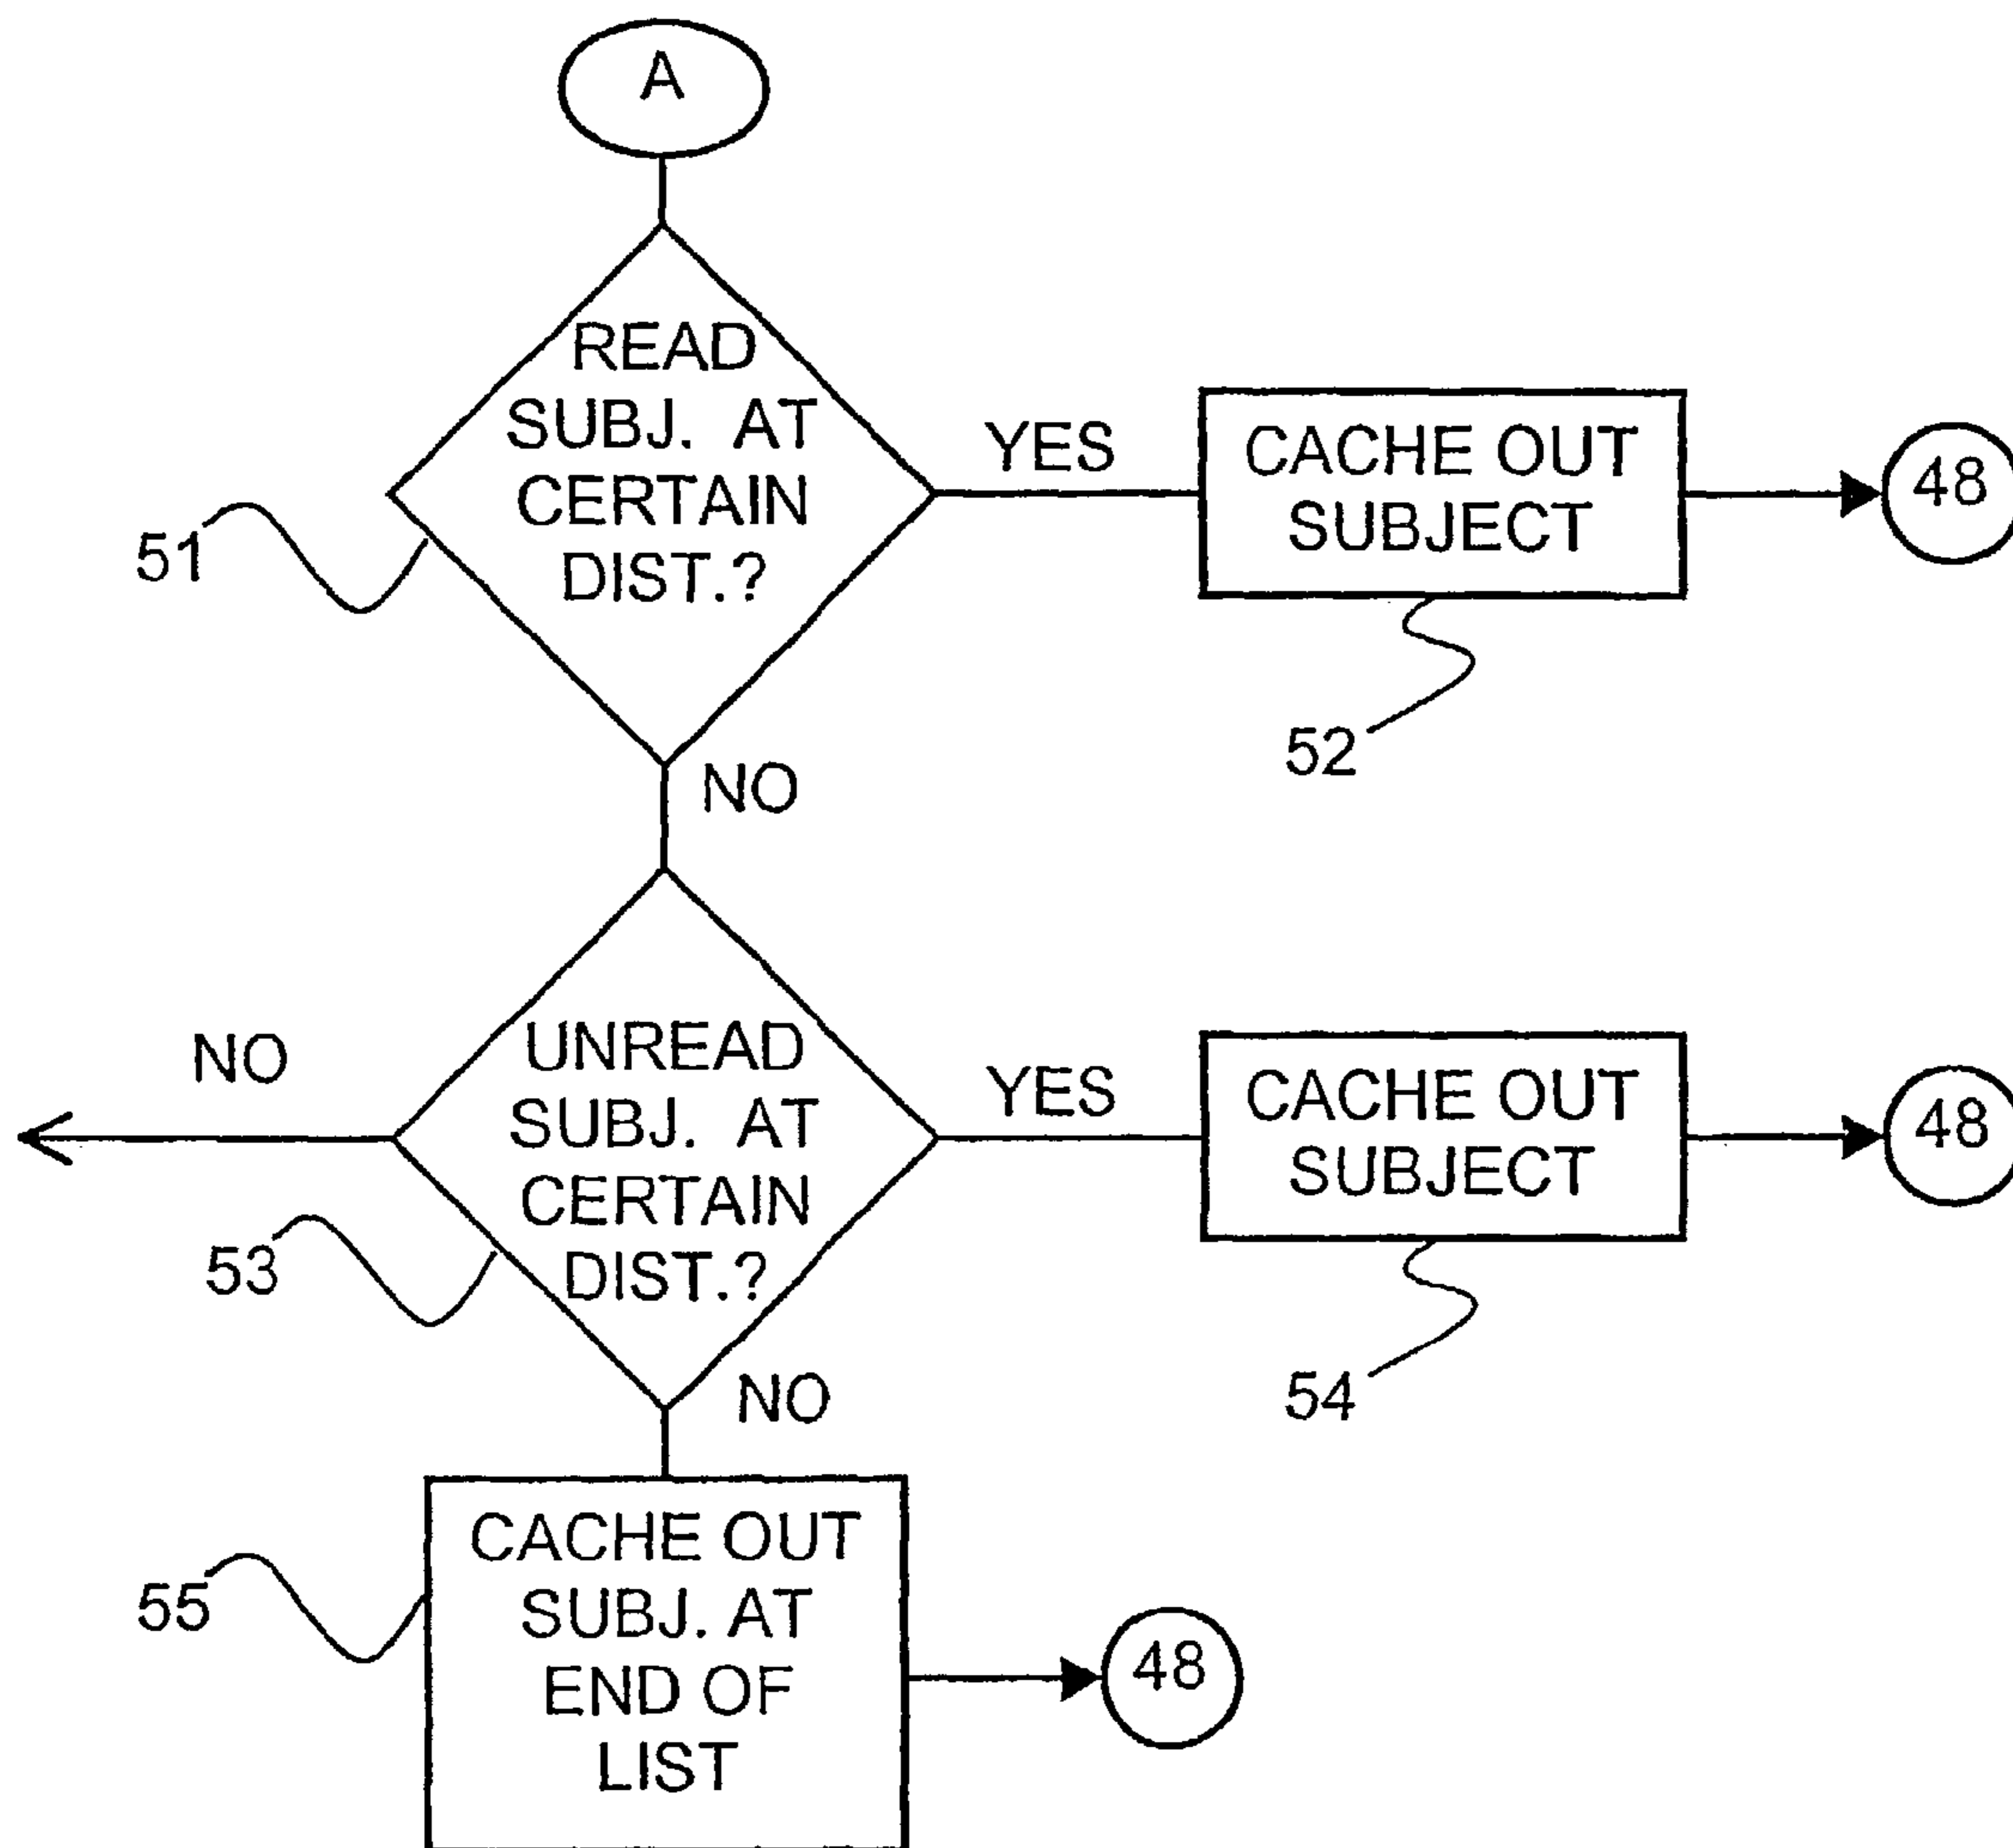 A
READ
SUBJ. AT
CERTAIN
DIST.?
YES
CACHE OUT
SUBJECT
48
51
52
NO
UNREAD
SUBJ. AT
CERTAIN
DIST.?
NO
YES
CACHE OUT
SUBJECT
48
53
54
NO
CACHE OUT
SUBJ. AT
END OF
LIST
55
48